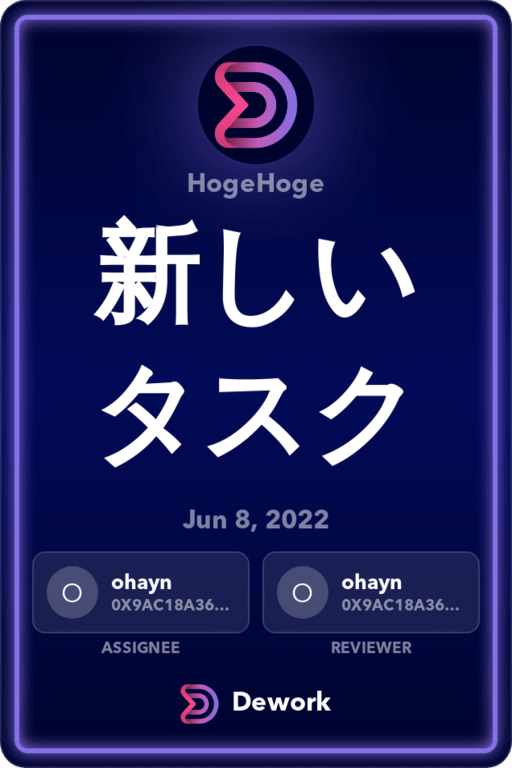 HogeHoge
新しい
タスク
Jun 8, 2022
O
ohayn
0X9AC18A36...
O
ohayn
0X9AC18A36...
ASSIGNEE
REVIEWER
Dework